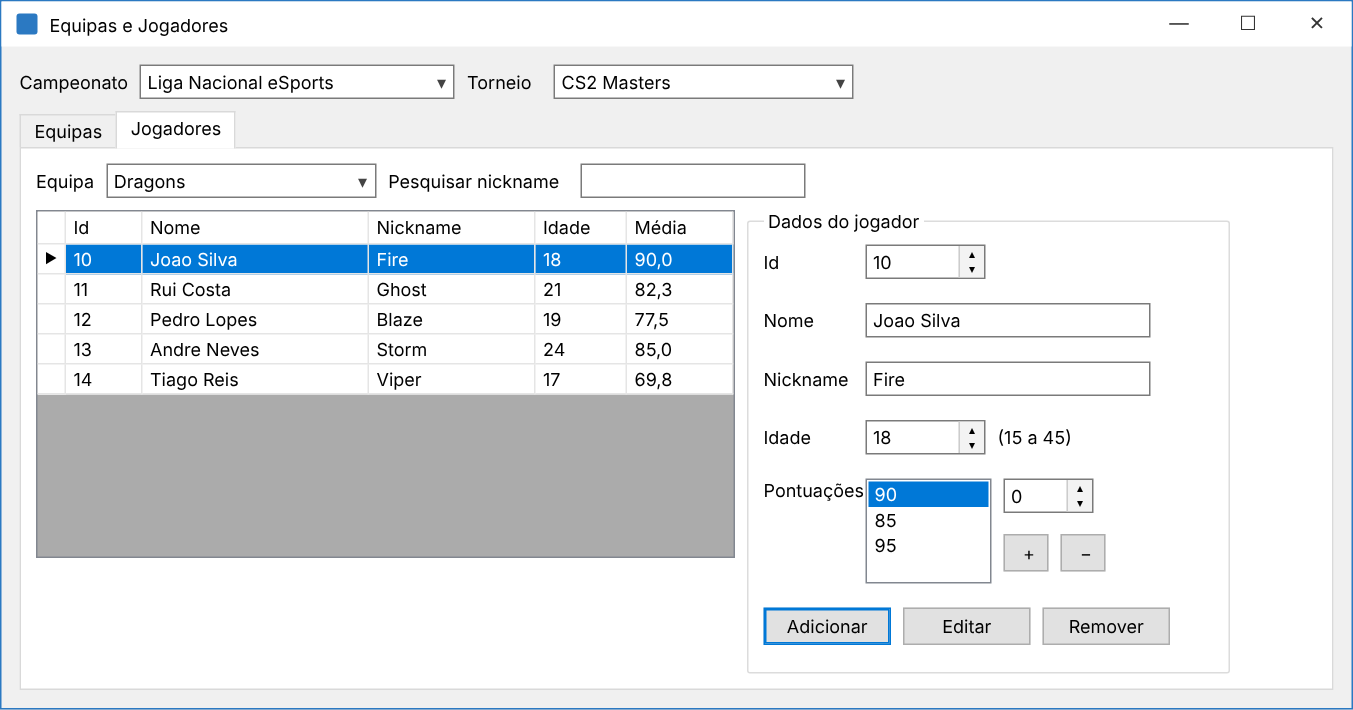 Equipas e Jogadores
Campeonato Liga Nacional eSports Torneio CS2 Masters
Equipas Jogadores
Equipa Dragons Pesquisar nickname
Id Nome Nickname Idade Média
10 Joao Silva Fire 18 90,0
11 Rui Costa Ghost 21 82,3
12 Pedro Lopes Blaze 19 77,5
13 Andre Neves Storm 24 85,0
14 Tiago Reis Viper 17 69,8
Dados do jogador
Id 10
Nome Joao Silva
Nickname Fire
Idade 18 (15 a 45)
Pontuações 90 0
85
95
+ −
Adicionar Editar Remover